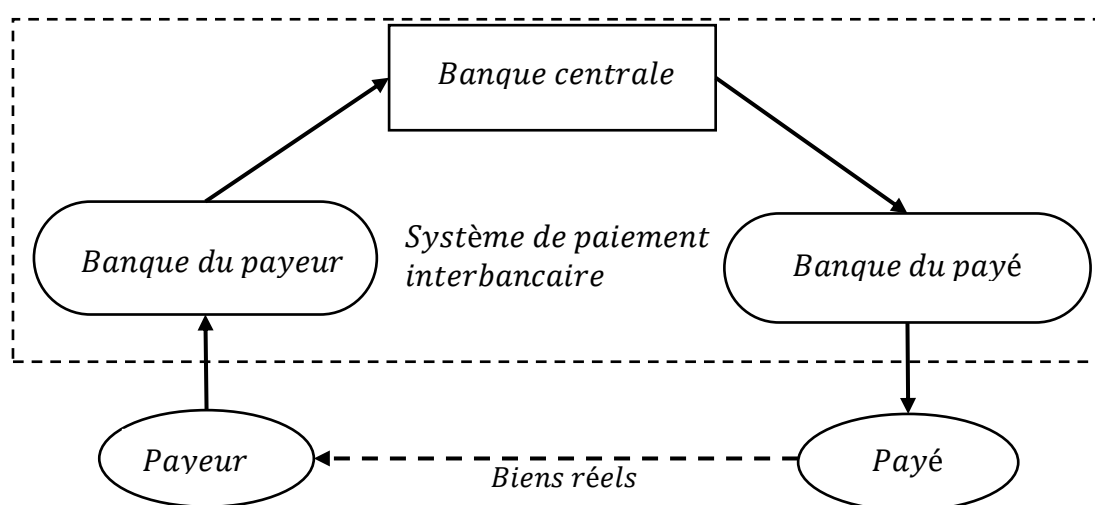 Banque centrale
Système de paiement
interbancaire
Banque du payeur
Banque du payé
Payeur
Biens réels
Payé